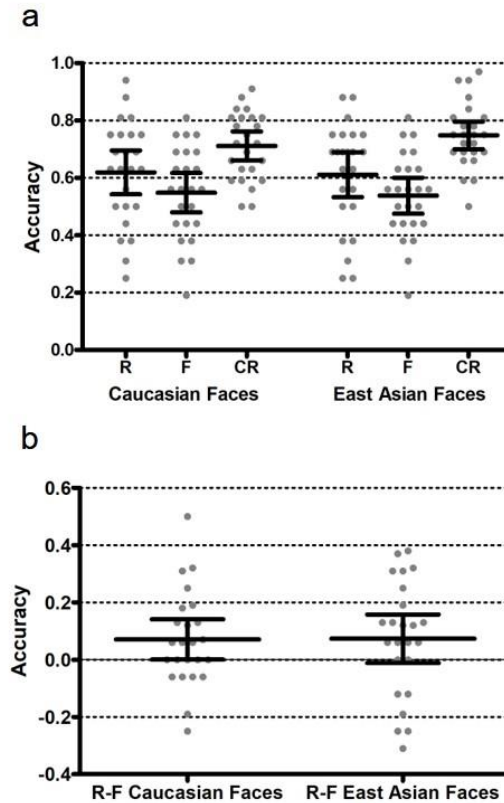 a
1.0
0.8
0.6
0.4
0.2
0.0
Accuracy
R F CR R F CR
Caucasian Faces East Asian Faces
b
0.6
0.4
0.2
0.0
-0.2
-0.4
Accuracy
R-F Caucasian Faces R-F East Asian Faces